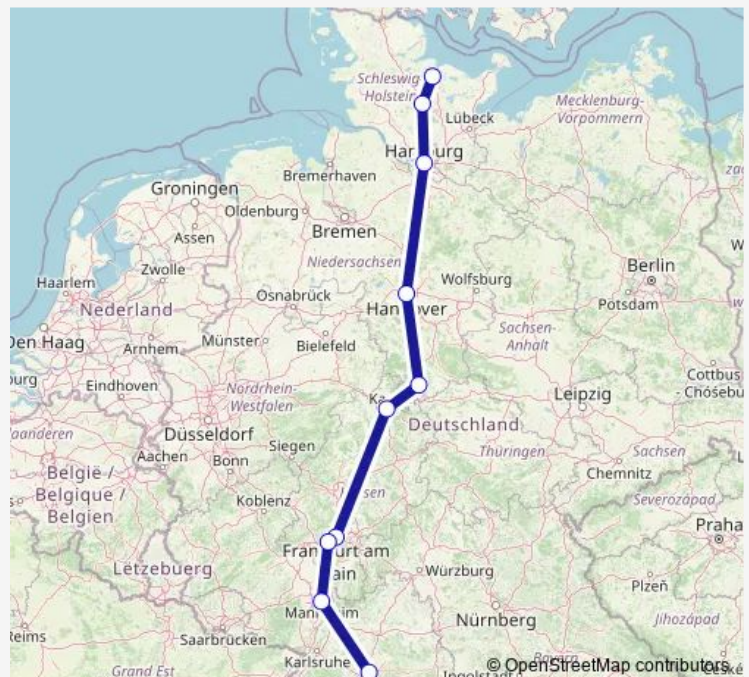 Schleswig
Holstein
Lübeck
Mecklenburg-
Vorpommern
Bremerhaven
Groningen
Oldenburg
Assen
Bremen
Zwolle
Niedersachsen
Berlin
Haarlem
Wolfsburg
Nederland
Osnabrück
Potsdam
Den Haag
Arnhem
Münster
Bielefeld
Sachsen-
Anhalt
Eindhoven
Nordrhein-
Westfalen
Cottbus
- Chóśebu
Leipzig
Düsseldorf
Deutschland
Aachen
Siegen
Thüringen
Sachsen
Bonn
België /
Belgique /
Belgien
Chemnitz
Koblenz
Severozápad
Praha
Lëtzebuerg
Würzburg
Plzeň
Nürnberg
Jihozápad
Saarbrücken
Karlsruhe
Grand Est
© OpenStreetMap contributors